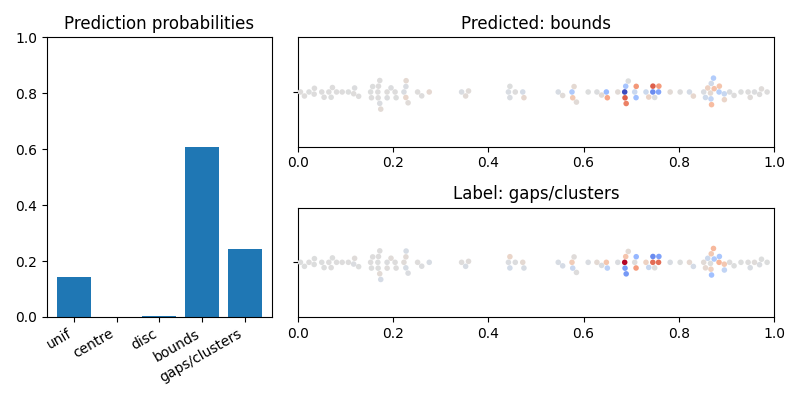 Prediction probabilities
1.0
0.8
0.6
0.4
0.2
0.0
unif
centre
disc
bounds
gaps/clusters
Predicted: bounds
0.0 0.2 0.4 0.6 0.8 1.0
Label: gaps/clusters
0.0 0.2 0.4 0.6 0.8 1.0